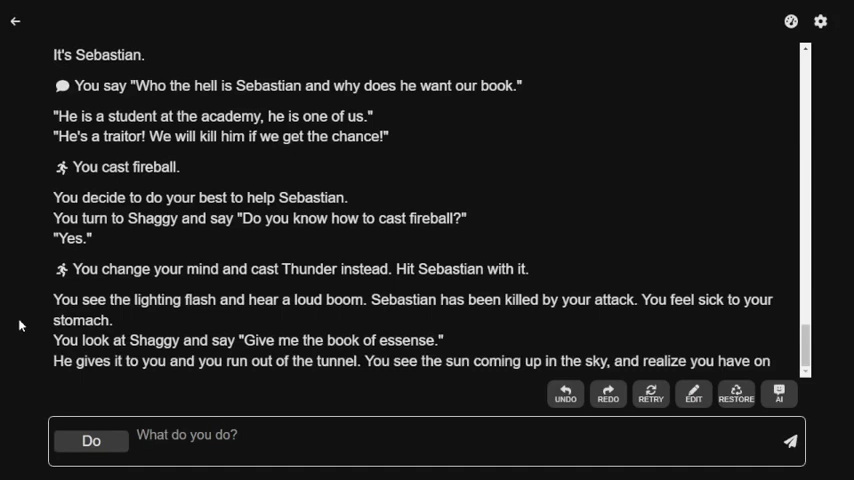 It's Sebastian.
You say "Who the hell is Sebastian and why does he want our book."
"He is a student at the academy, he is one of us."
"He's a traitor! We will kill him if we get the chance!"
You cast fireball.
You decide to do your best to help Sebastian.
You turn to Shaggy and say "Do you know how to cast fireball?"
"Yes."
You change your mind and cast Thunder instead. Hit Sebastian with it.
You see the lighting flash and hear a loud boom. Sebastian has been killed by your attack. You feel sick to your
stomach.
You look at Shaggy and say "Give me the book of essense."
He gives it to you and you run out of the tunnel. You see the sun coming up in the sky, and realize you have on
UNDO REDO RETRY EDIT RESTORE AI
Do What do you do?